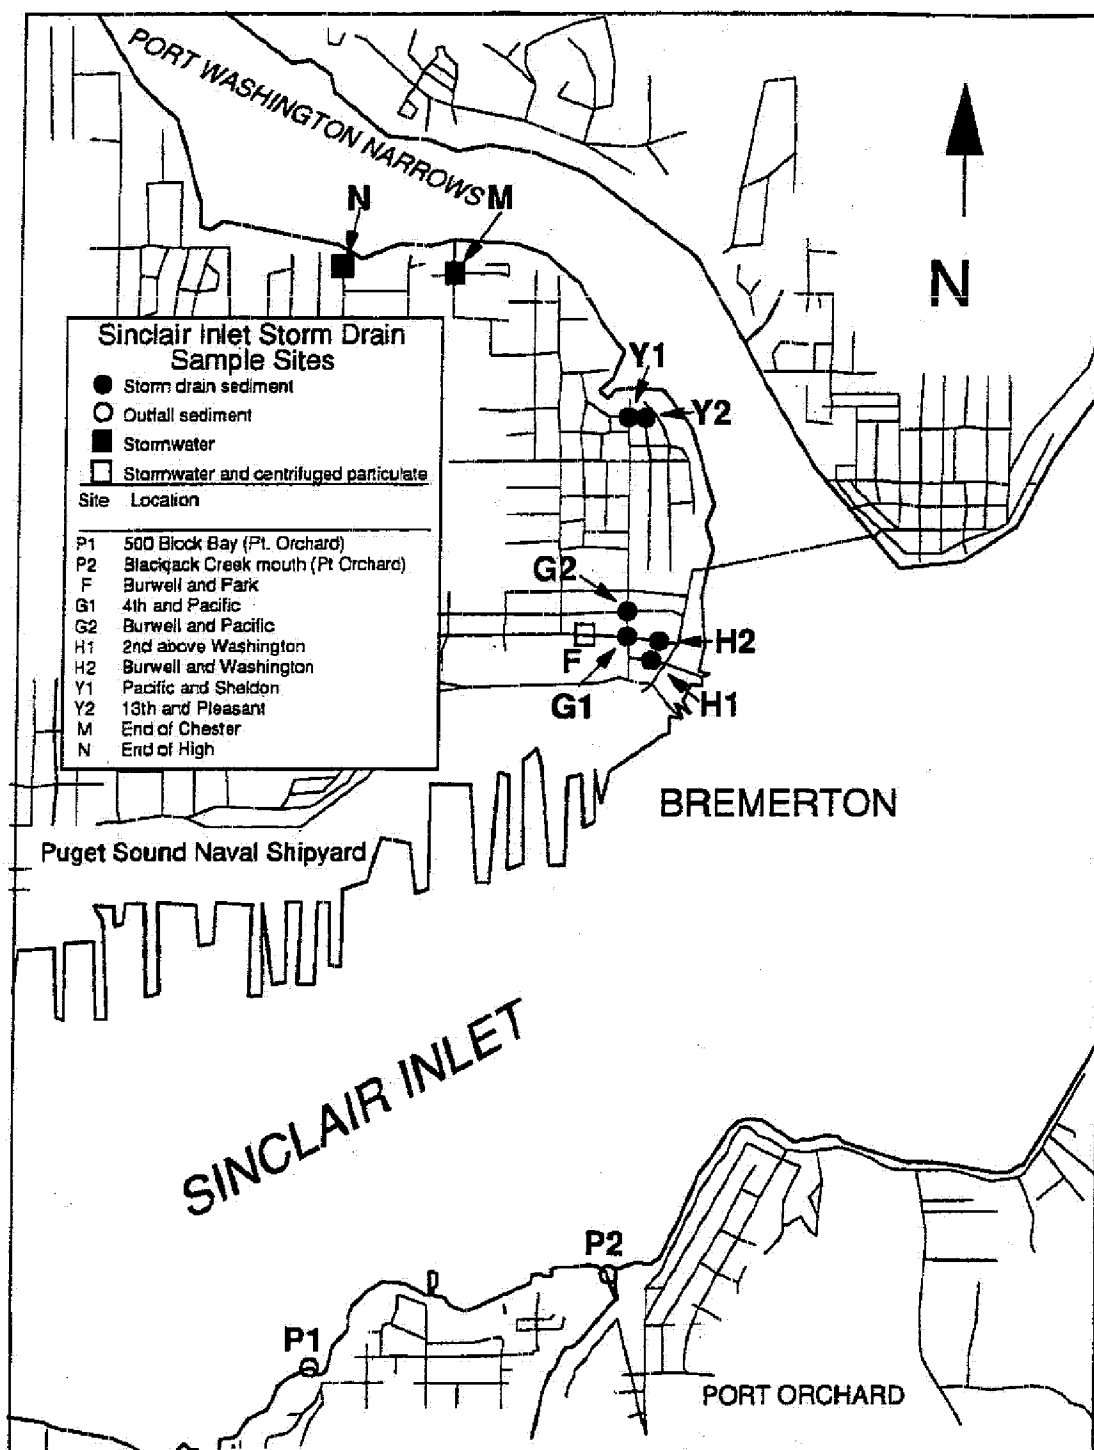 PORT WASHINGTON NARROWS
N
M
N
Sinclair Inlet Storm Drain
Sample Sites
Storm drain sediment
Outfall sediment
Stormwater
Stormwater and centrifuged particulate
Site Location
P1 500 Block Bay (Pt. Orchard)
P2 Blackjack Creek mouth (Pt Orchard)
F Burwell and Park
G1 4th and Pacific
G2 Burwell and Pacific
H1 2nd above Washington
H2 Burwell and Washington
Y1 Pacific and Sheldon
Y2 13th and Pleasant
M End of Chester
N End of High
Y1
Y2
G2
F
H2
G1
H1
BREMERTON
Puget Sound Naval Shipyard
SINCLAIR INLET
P2
P1
PORT ORCHARD